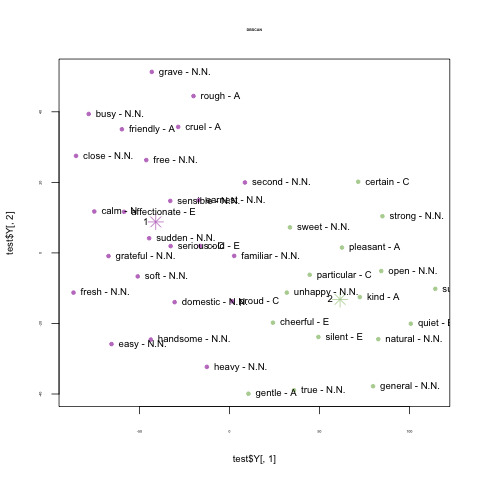 DBSCAN
grave - N.N.
rough - A
busy - N.N.
friendly - A
cruel - A
close - N.N.
free - N.N.
second - N.N.
certain - C
calm - N.N.
affectionate - E
strong - N.N.
1
sweet - N.N.
sudden - N.N.
pleasant - A
grateful - N.N.
familiar - N.N.
soft - N.N.
particular - C
open - N.N.
fresh - N.N.
unhappy - N.N.
2
kind - A
domestic - N.N.
proud - C
cheerful - E
quiet - E
easy - N.N.
handsome - N.N.
silent - E
natural - N.N.
heavy - N.N.
gentle - A
true - N.N.
general - N.N.
0
test$Y[, 1]
test$Y[, 2]